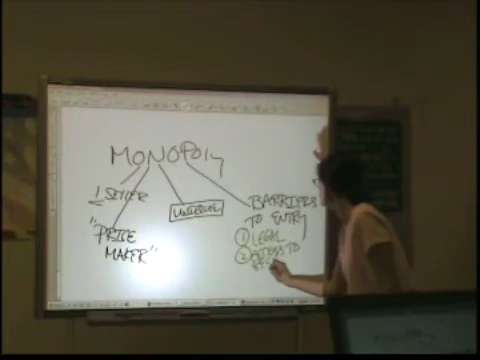 MONOPOLY
1 SELLER
"PRICE
MAKER"
UNIQUE
BARRIERS
TO ENTRY
① LEGAL
② ACCESS TO